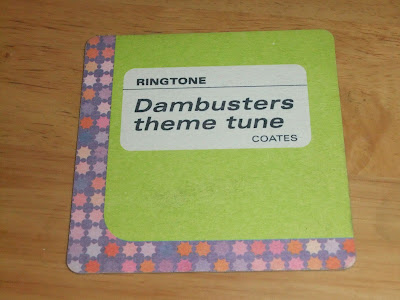 RINGTONE
Dambusters
theme tune
COATES